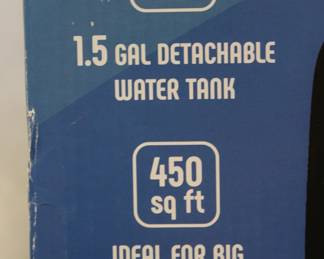 1.5 GAL DETACHABLE
WATER TANK
450
sq ft
IDEAL FOR BIG